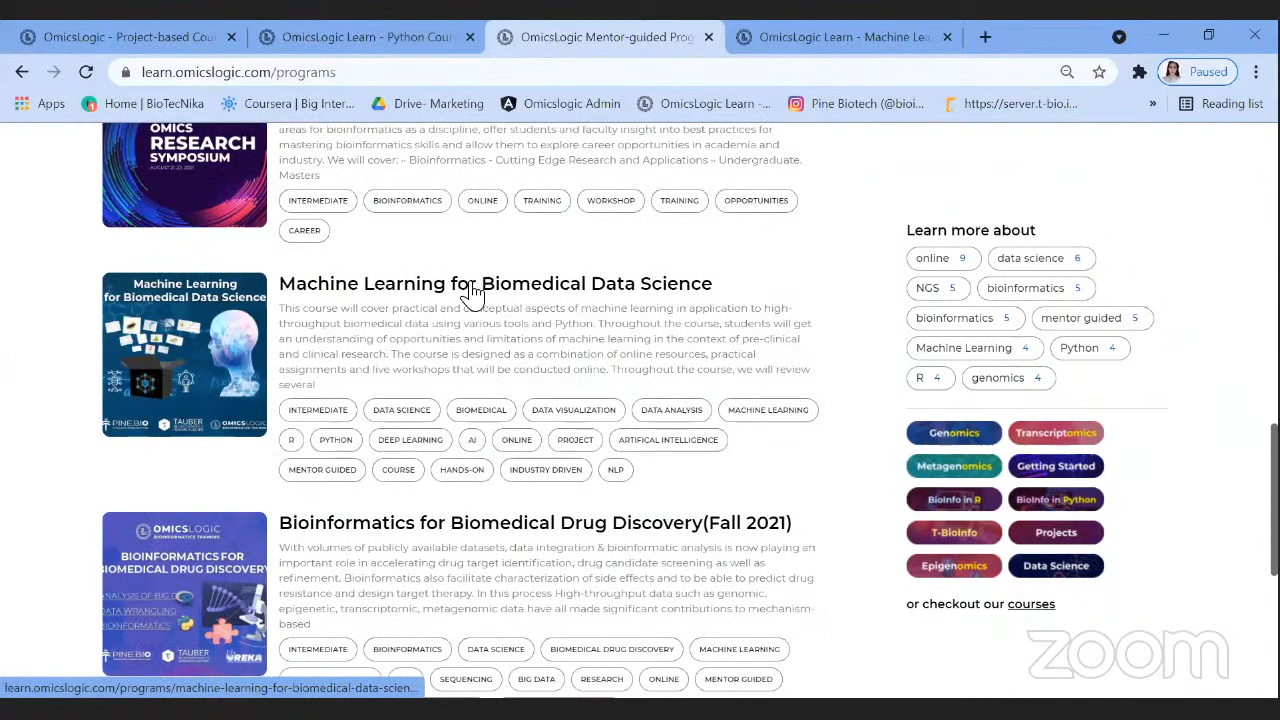 OmicsLogic - Project-based Cou
OmicsLogic Learn - Python Cour
OmicsLogic Mentor-guided Prog
OmicsLogic Learn - Machine Lea
learn.omicslogic.com/programs
Paused
Apps
Home | BioTecNika
Coursera | Big Inter...
Drive- Marketing
Omicslogic Admin
OmicsLogic Learn -...
Pine Biotech (@bioi...
https://server.t-bio.i...
Reading list
OMICS
RESEARCH
SYMPOSIUM
areas for bioinformatics as a discipline, offer students and faculty insight into best practices for
mastering bioinformatics skills and allow them to explore career opportunities in academia and
industry. We will cover: •• Bioinformatics - Cutting Edge Research and Applications •• Undergraduate,
Masters
INTERMEDIATE BIOINFORMATICS ONLINE TRAINING WORKSHOP TRAINING OPPORTUNITIES
CAREER
Machine Learning
for Biomedical Data Science
PINE.BIO TAUBER OMICSLOGIC
Machine Learning for Biomedical Data Science
This course will cover practical and conceptual aspects of machine learning in application to high-
throughput biomedical data using various tools and Python. Throughout the course, students will get
an understanding of opportunities and limitations of machine learning in the context of pre-clinical
and clinical research. The course is designed as a combination of online resources, practical
assignments and live workshops that will be conducted online. Throughout the course, we will review
several
INTERMEDIATE DATA SCIENCE BIOMEDICAL DATA VISUALIZATION DATA ANALYSIS MACHINE LEARNING
R PYTHON DEEP LEARNING AI ONLINE PROJECT ARTIFICAL INTELLIGENCE
MENTOR GUIDED COURSE HANDS-ON INDUSTRY DRIVEN NLP
OMICSLOGIC
BIOINFORMATICS FOR
BIOMEDICAL DRUG DISCOVERY
ANALYSIS OF BIG D
DATA WRANGLING
BIOINFORMATICS
PINE.BIO TAUBER EUREKA
Bioinformatics for Biomedical Drug Discovery(Fall 2021)
With volumes of publicly available datasets, data integration & bioinformatic analysis is now playing an
important role in accelerating drug target identification, drug candidate screening as well as
refinement. Bioinformatics also facilitate characterization of side effects and to be able to predict drug
resistance and design target therapy. In this process High-throughput data such as genomic,
epigenetic, transcriptomic, metagenomic data have all made significant contributions to mechanism-
based
INTERMEDIATE BIOINFORMATICS DATA SCIENCE BIOMEDICAL DRUG DISCOVERY MACHINE LEARNING
SEQUENCING BIG DATA RESEARCH ONLINE MENTOR GUIDED
Learn more about
online 9 data science 6
NGS 5 bioinformatics 5
bioinformatics 5 mentor guided 5
Machine Learning 4 Python 4
R 4 genomics 4
Genomics Transcriptomics
Metagenomics Getting Started
BioInfo in R BioInfo in Python
T-BioInfo Projects
Epigenomics Data Science
or checkout our courses
zoom
learn.omicslogic.com/programs/machine-learning-for-biomedical-data-scien...